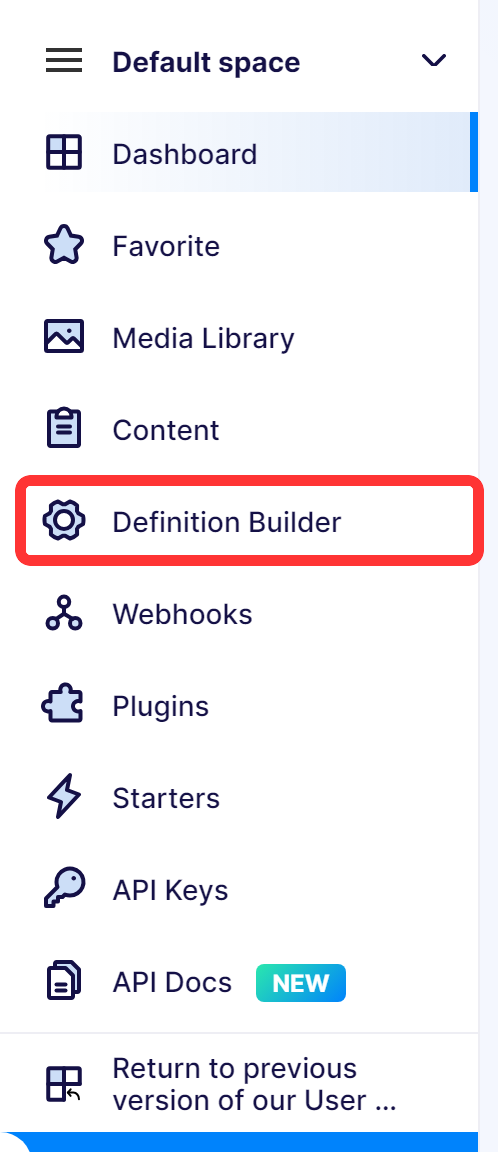 Default space
Dashboard
Favorite
Media Library
Content
Definition Builder
Webhooks
Plugins
Starters
API Keys
API Docs NEW
Return to previous
version of our User ...